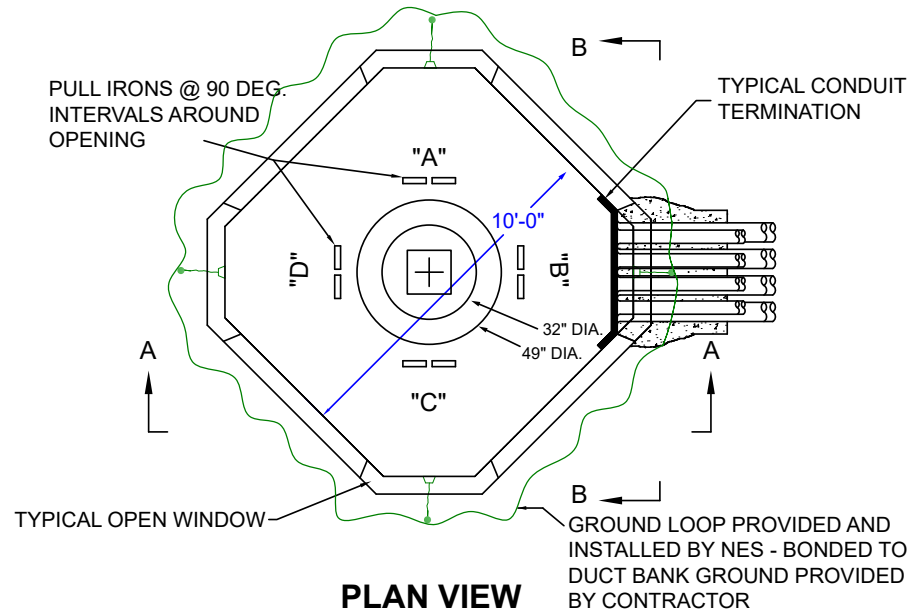 B
PULL IRONS @ 90 DEG.
INTERVALS AROUND
OPENING
TYPICAL CONDUIT
TERMINATION
"A"
10'-0"
"D"
"B"
32" DIA.
49" DIA.
A
A
"C"
B
TYPICAL OPEN WINDOW
GROUND LOOP PROVIDED AND
INSTALLED BY NES - BONDED TO
DUCT BANK GROUND PROVIDED
BY CONTRACTOR
PLAN VIEW